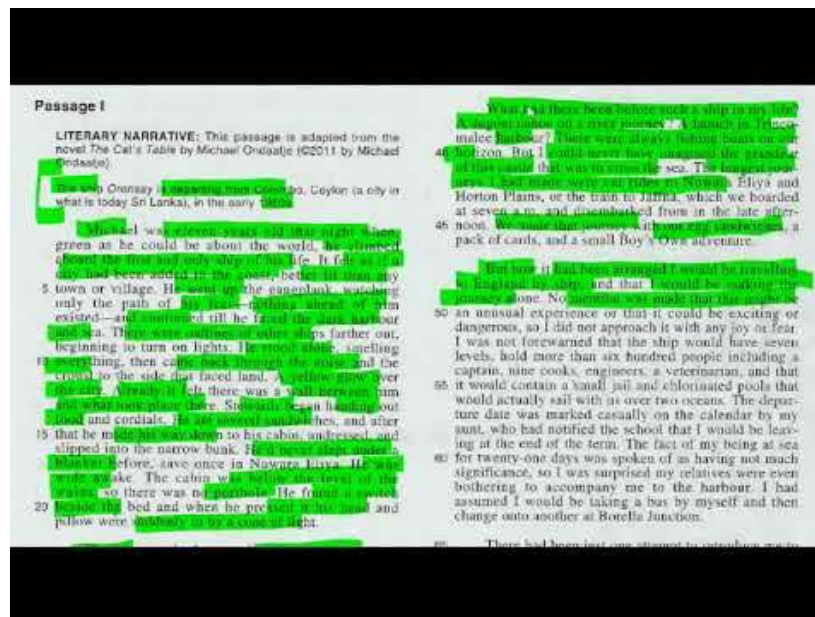 Passage I
LITERARY NARRATIVE: This passage is adapted from the
novel The Cat's Table by Michael Ondaatje (©2011 by Michael
Ondaatje).
The ship Oronsay is departing from Colombo, Ceylon (a city in
what is today Sri Lanka), in the early 1950s.
Michael was eleven years old that night when,
green as he could be about the world, he climbed
aboard the first and only ship of his life. It felt as if a
city had been added to the coast, better lit than any
5 town or village. He went up the gangplank, watching
only the path of his feet—nothing ahead of him
existed—and continued till he faced the dark harbour
and sea. There were outlines of other ships farther out,
beginning to turn on lights. He stood alone, smelling
10 everything, then came back through the noise and the
crowd to the side that faced land. A yellow glow over
the city. Already it felt there was a wall between him
and what took place there. Stewards began handing out
food and cordials. He ate several sandwiches, and after
15 that he made his way down to his cabin, undressed, and
slipped into the narrow bunk. He'd never slept under a
blanket before, save once in Nuwara Eliya. He was
wide awake. The cabin was below the level of the
waves, so there was no porthole. He found a switch
20 beside the bed and when he pressed it his head and
pillow were suddenly lit by a cone of light.
What had there been before such a ship in my life?
A dugout canoe on a river journey? A launch in Trinco-
malee harbour? There were always fishing boats on our
40 horizon. But I could never have imagined the grandeur
of this castle that was to cross the sea. The longest jour-
neys I had made were car rides to Nuwara Eliya and
Horton Plains, or the train to Jaffna, which we boarded
at seven a.m. and disembarked from in the late after-
45 noon. We made that journey with our egg sandwiches, a
pack of cards, and a small Boy's Own adventure.
But now it had been arranged I would be travelling
to England by ship, and that I would be making the
journey alone. No mention was made that this might be
50 an unusual experience or that it could be exciting or
dangerous, so I did not approach it with any joy or fear.
I was not forewarned that the ship would have seven
levels, hold more than six hundred people including a
captain, nine cooks, engineers, a veterinarian, and that
55 it would contain a small jail and chlorinated pools that
would actually sail with us over two oceans. The depar-
ture date was marked casually on the calendar by my
aunt, who had notified the school that I would be leav-
ing at the end of the term. The fact of my being at sea
60 for twenty-one days was spoken of as having not much
significance, so I was surprised my relatives were even
bothering to accompany me to the harbour. I had
assumed I would be taking a bus by myself and then
change onto another at Borella Junction.
There had been just one attempt to introduce me to